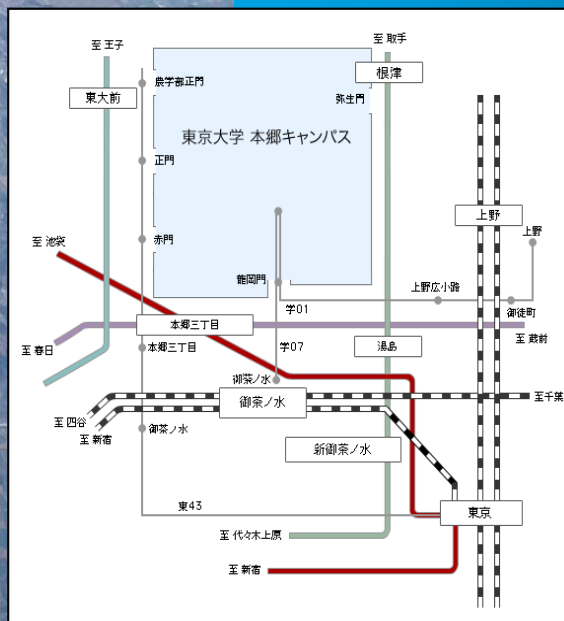 至 王子
至 取手
農学部正門
根津
東大前
弥生門
東京大学 本郷キャンパス
正門
上野
上野
至 池袋
赤門
龍岡門
上野広小路
学01
御徒町
本郷三丁目
至 蔵前
至 春日
本郷三丁目
学07
湯島
御茶ノ水
御茶ノ水
至千葉
至 四谷
至 新宿
御茶ノ水
新御茶ノ水
東43
東京
至 代々木上原
至 新宿